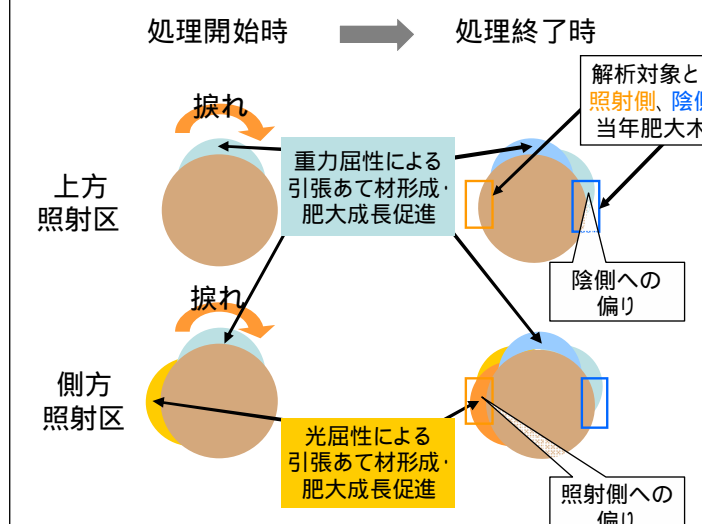 処理開始時
処理終了時
解析対象と
照射側、陰側
当年肥大木
捩れ
重力屈性による
引張あて材形成・
肥大成長促進
上方
照射区
陰側への
偏り
捩れ
側方
照射区
光屈性による
引張あて材形成・
肥大成長促進
照射側への
偏り